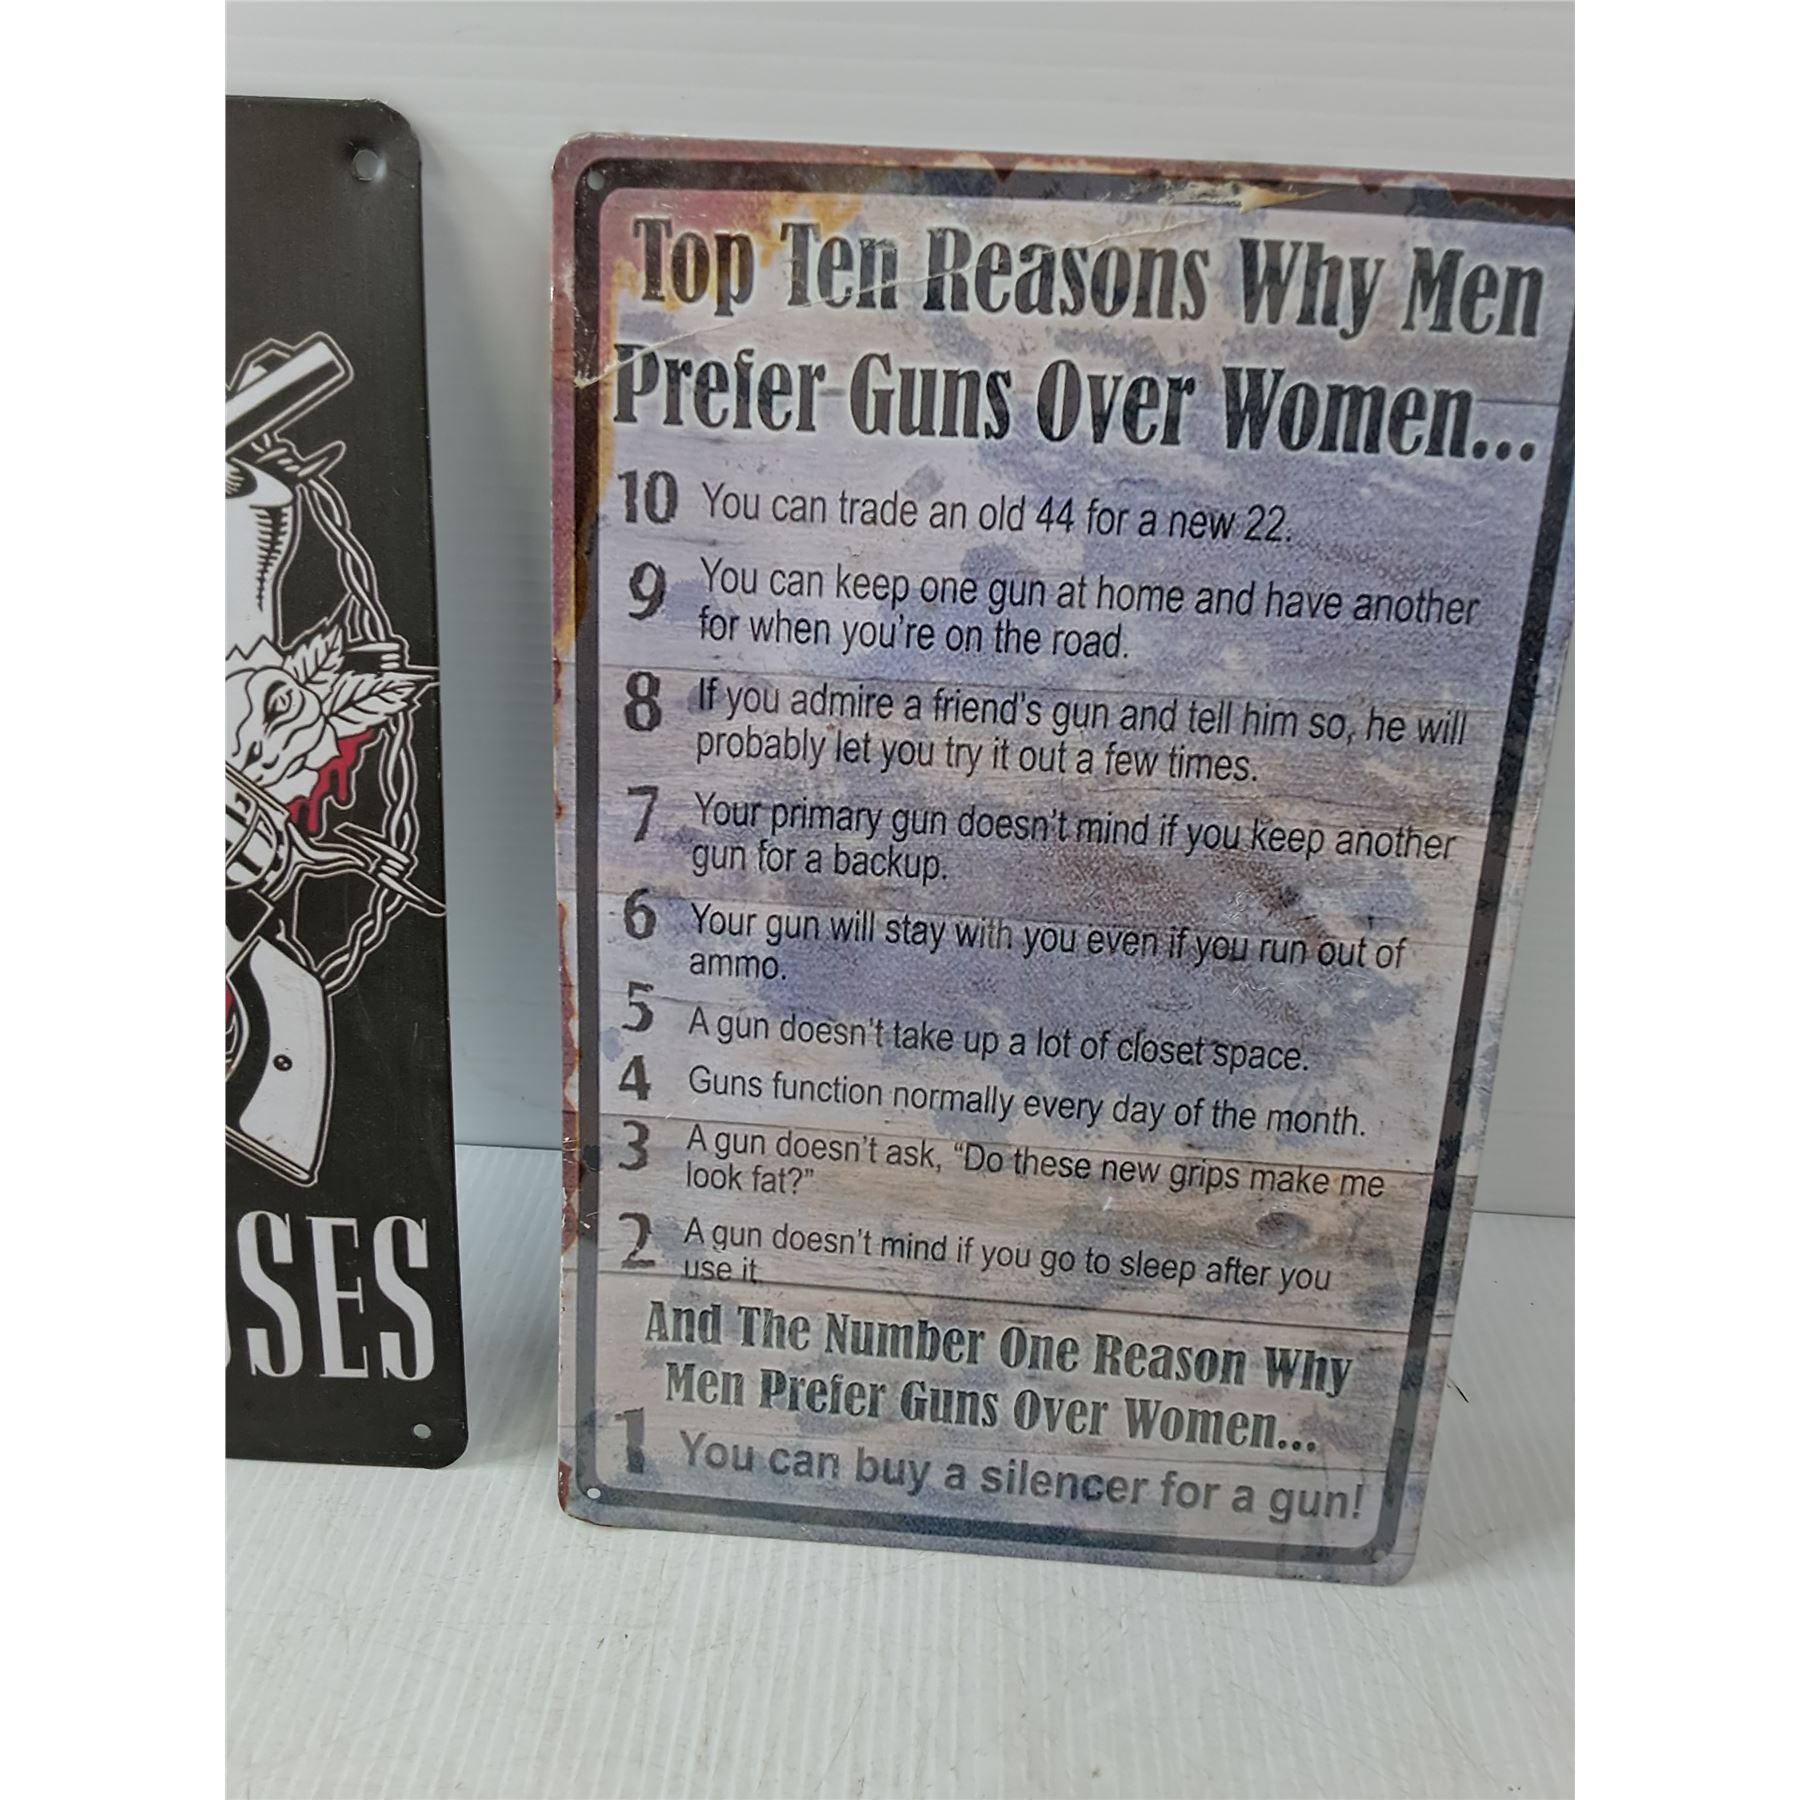 SES
Top Ten Reasons Why Men
Prefer Guns Over Women...
10 You can trade an old 44 for a new 22.
9 You can keep one gun at home and have another
for when you're on the road.
8 If you admire a friend's gun and tell him so, he will
probably let you try it out a few times.
7 Your primary gun doesn't mind if you keep another
gun for a backup.
6 Your gun will stay with you even if you run out of
ammo.
5 A gun doesn't take up a lot of closet space.
4 Guns function normally every day of the month.
3 A gun doesn't ask, "Do these new grips make me
look fat?"
2 A gun doesn't mind if you go to sleep after you
use it
And The Number One Reason Why
Men Prefer Guns Over Women...
1 You can buy a silencer for a gun!